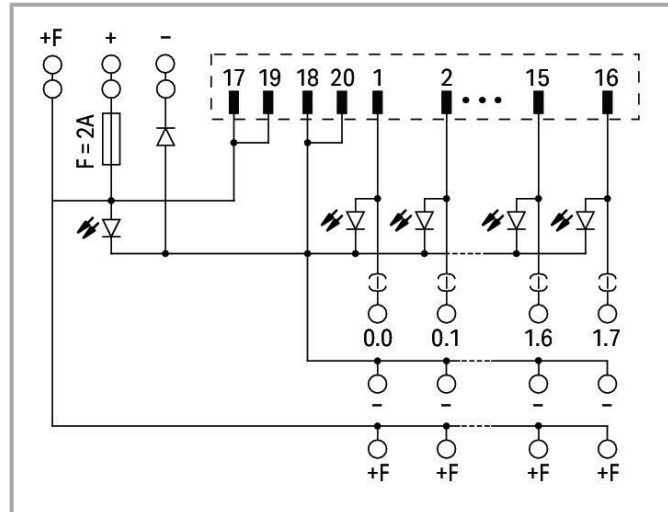 +F + –
17 19 18 20 1 2 ... 15 16
F = 2A
0.0 0.1 1.6 1.7
– – – –
+F +F +F +F